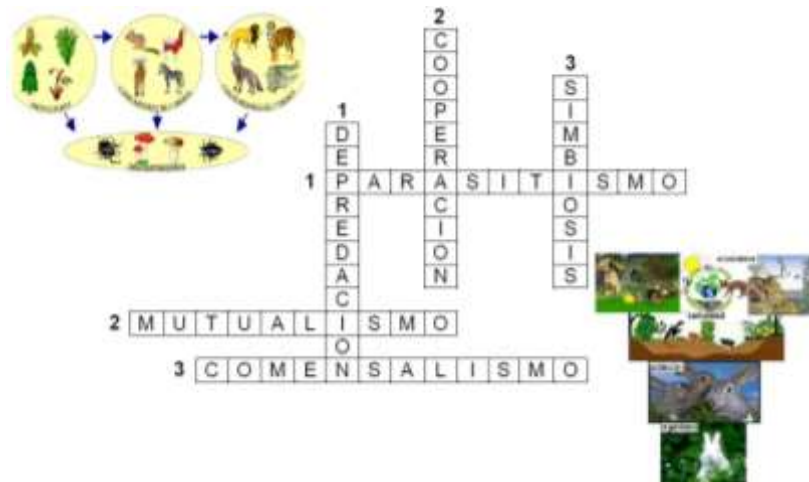 2
COOPERACION
3
SIMBIOSIS
1
DEPREDACION
1 PARASITISMO
2 MUTUALISMO
3 COMENSALISMO